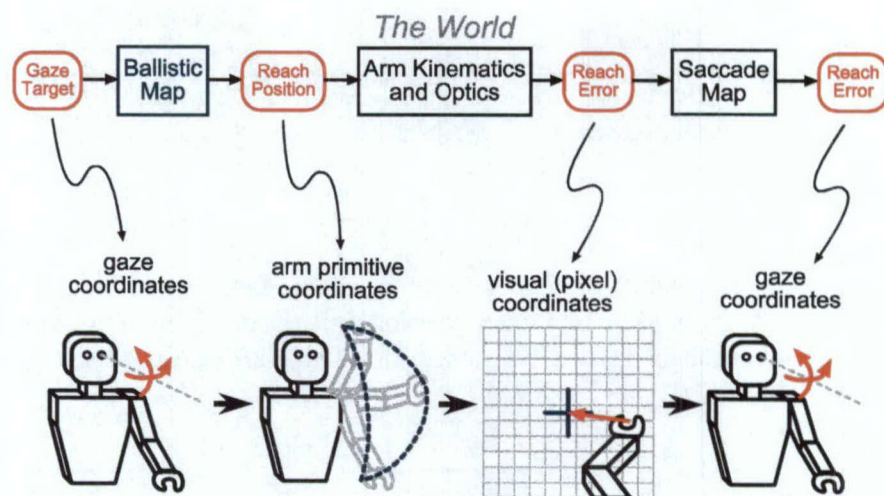 The World
Gaze
Target
Ballistic
Map
Reach
Position
Arm Kinematics
and Optics
Reach
Error
Saccade
Map
Reach
Error
gaze
coordinates
arm primitive
coordinates
visual (pixel)
coordinates
gaze
coordinates